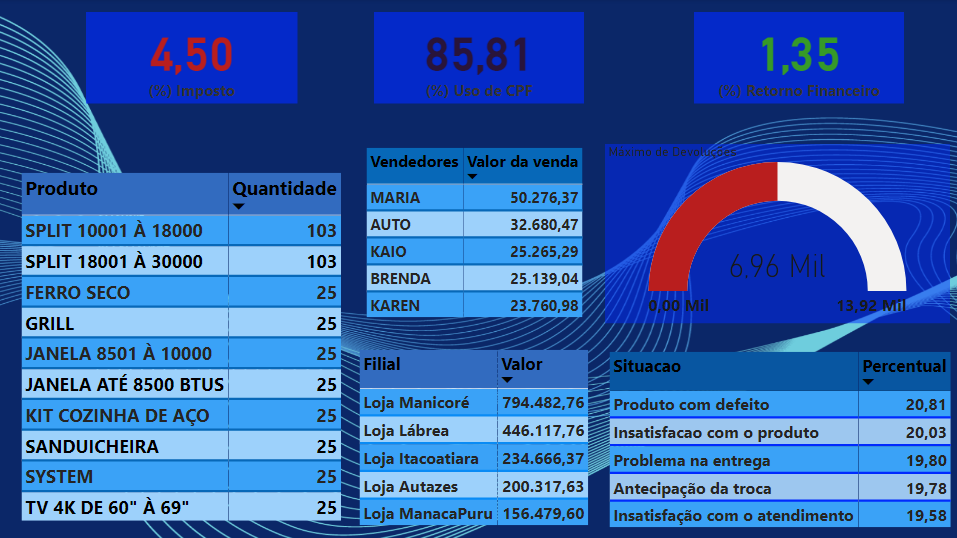 4,50
(%) Imposto
85,81
(%) Uso de CPF
1,35
(%) Retorno Financeiro
Produto Quantidade
SPLIT 10001 À 18000 103
SPLIT 18001 À 30000 103
FERRO SECO 25
GRILL 25
JANELA 8501 À 10000 25
JANELA ATÉ 8500 BTUS 25
KIT COZINHA DE AÇO 25
SANDUICHEIRA 25
SYSTEM 25
TV 4K DE 60" À 69" 25
Vendedores Valor da venda
MARIA 50.276,37
AUTO 32.680,47
KAIO 25.265,29
BRENDA 25.139,04
KAREN 23.760,98
Máximo de Devoluções
6,96 Mil
0,00 Mil 13,92 Mil
Filial Valor
Loja Manicoré 794.482,76
Loja Lábrea 446.117,76
Loja Itacoatiara 234.666,37
Loja Autazes 200.317,63
Loja ManacaPuru 156.479,60
Situacao Percentual
Produto com defeito 20,81
Insatisfacao com o produto 20,03
Problema na entrega 19,80
Antecipação da troca 19,78
Insatisfação com o atendimento 19,58